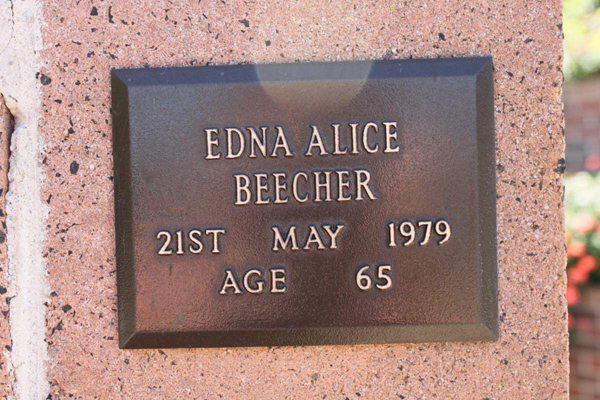 EDNA ALICE
BEECHER
21ST MAY 1979
AGE 65